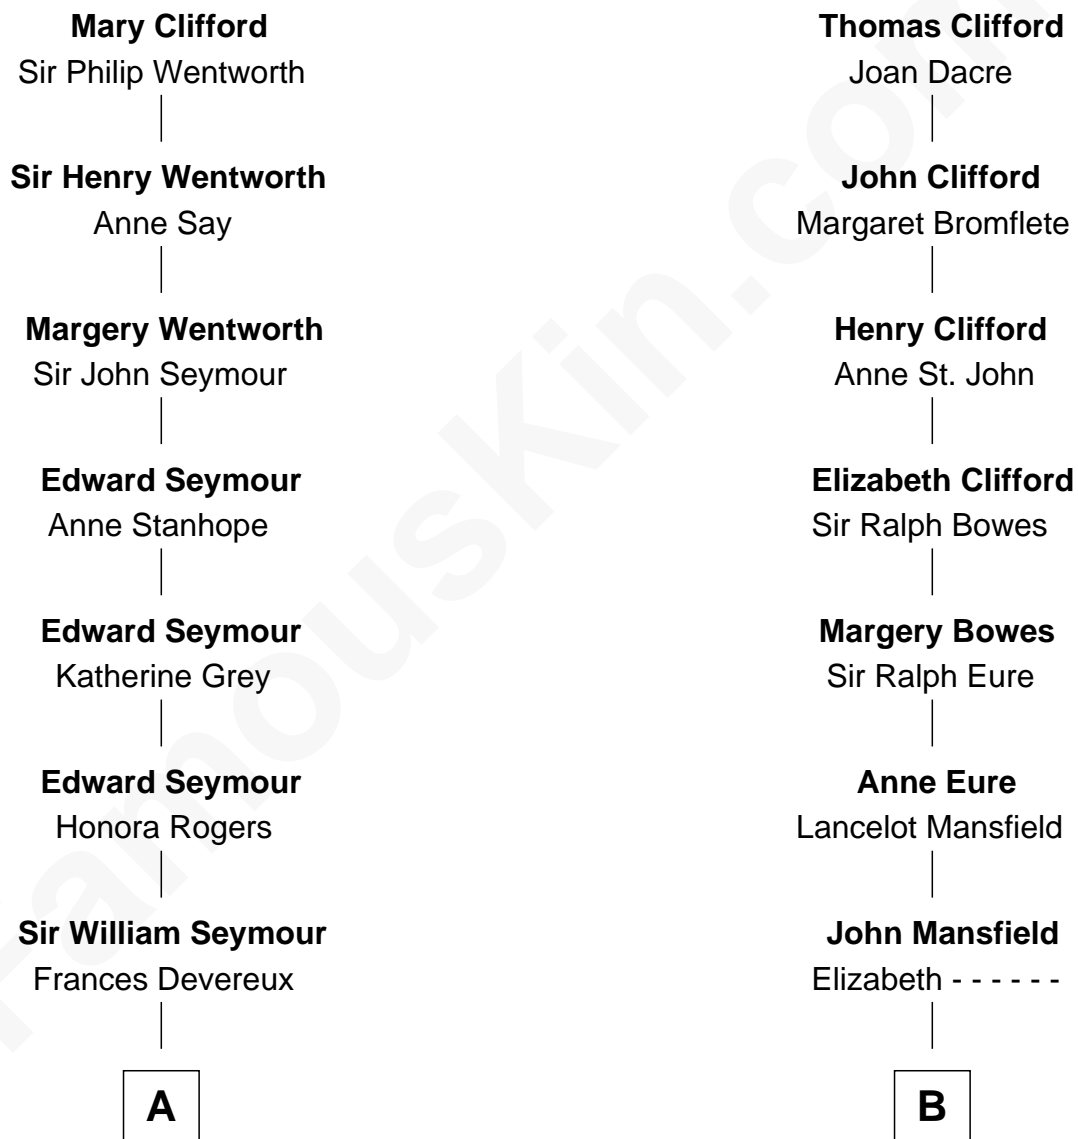 Mary Clifford
Sir Philip Wentworth
Sir Henry Wentworth
Anne Say
Margery Wentworth
Sir John Seymour
Edward Seymour
Anne Stanhope
Edward Seymour
Katherine Grey
Edward Seymour
Honora Rogers
Sir William Seymour
Frances Devereux
A
Thomas Clifford
Joan Dacre
John Clifford
Margaret Bromflete
Henry Clifford
Anne St. John
Elizabeth Clifford
Sir Ralph Bowes
Margery Bowes
Sir Ralph Eure
Anne Eure
Lancelot Mansfield
John Mansfield
Elizabeth - - - - - -
B
FamousKin.com